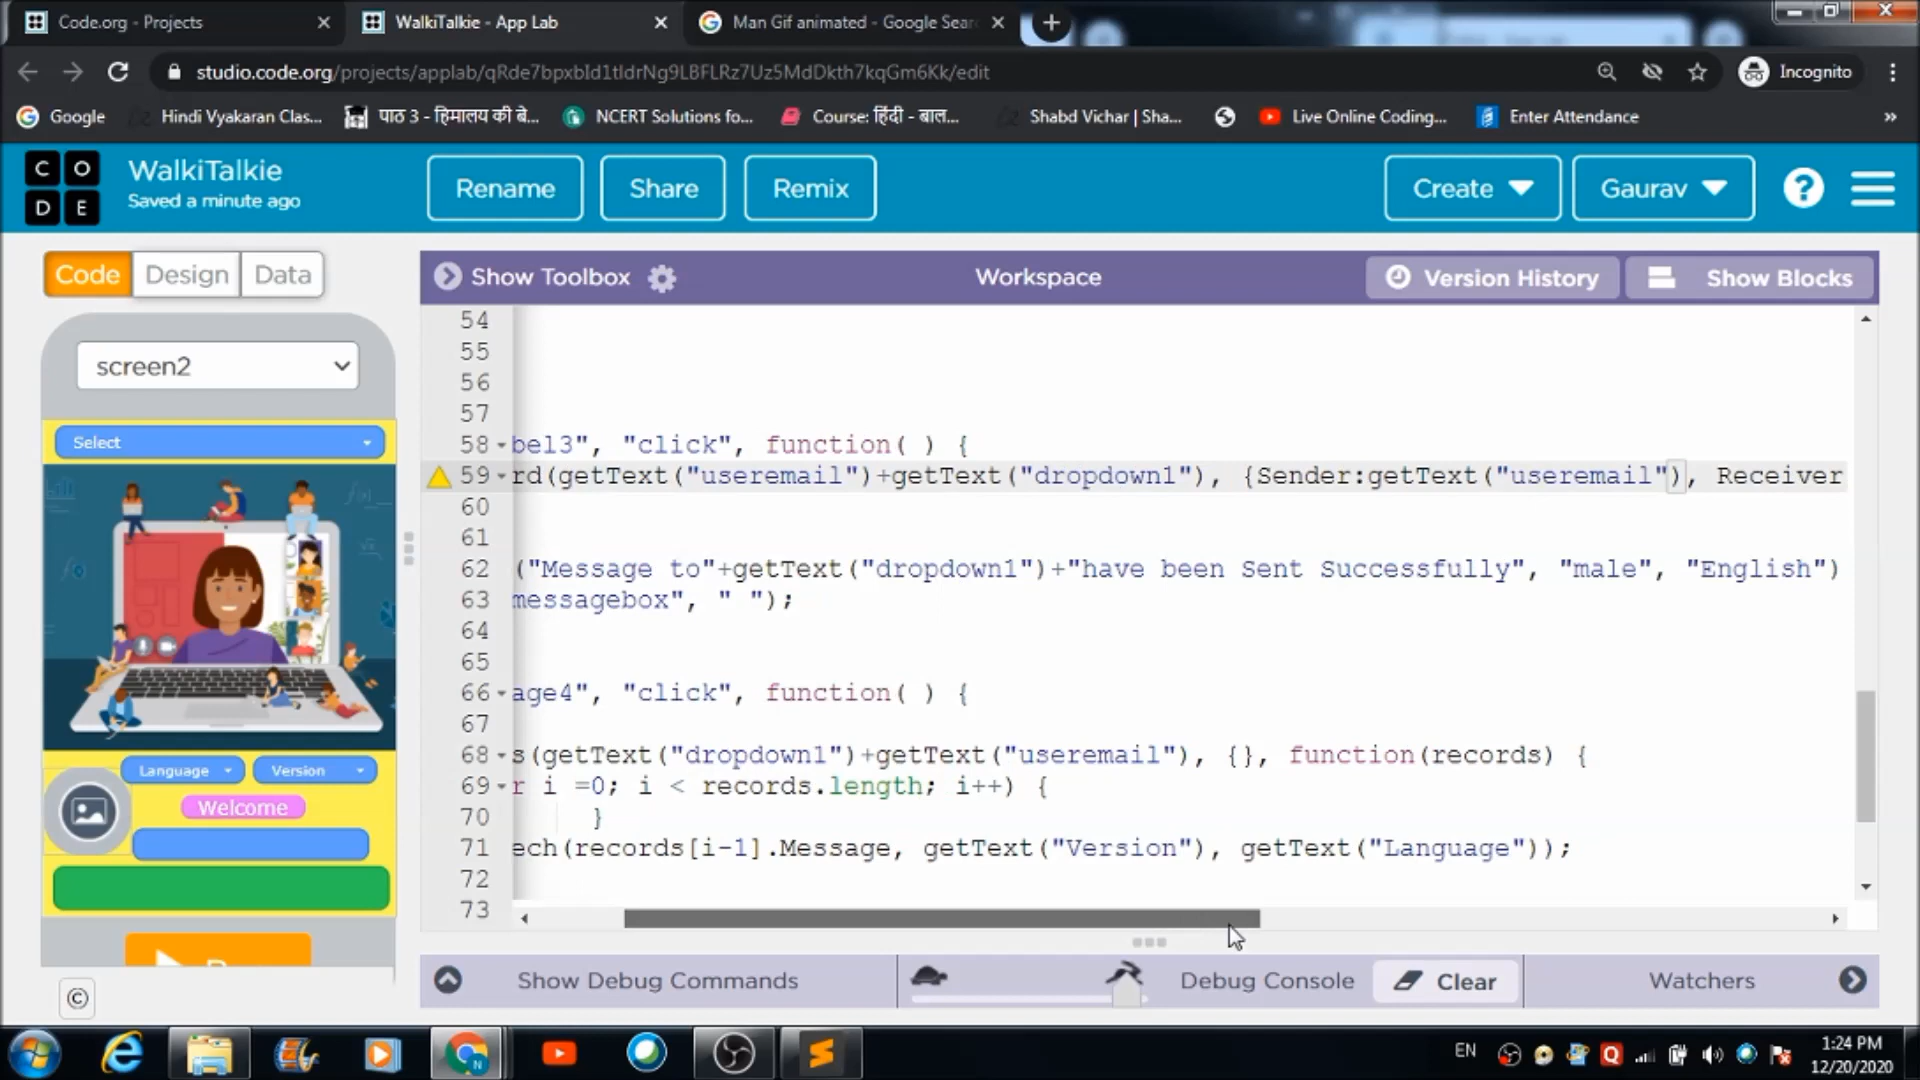 Code.org - Projects
WalkiTalkie - App Lab
Man Gif animated - Google Sear
studio.code.org/projects/applab/qRde7bpxbId1tIdrNg9LBFLRz7Uz5MdDkth7kqGm6Kk/edit
Incognito
Google
Hindi Vyakaran Clas...
पाठ 3 - हिमालय की बे...
NCERT Solutions fo...
Course: हिंदी - बाल...
Shabd Vichar | Sha...
Live Online Coding...
Enter Attendance
»
C O D E
WalkiTalkie
Saved a minute ago
Rename
Share
Remix
Create
Gaurav
?
Code
Design
Data
Show Toolbox
Workspace
Version History
Show Blocks
screen2
Select
Language
Version
Welcome
54
55
56
57
58 bel3", "click", function( ) {
59 rd(getText("useremail")+getText("dropdown1"), {Sender:getText("useremail"), Receiver
60
61
62 ("Message to"+getText("dropdown1")+"have been Sent Successfully", "male", "English")
63 messagebox", " ");
64
65
66 age4", "click", function( ) {
67
68 s(getText("dropdown1")+getText("useremail"), {}, function(records) {
69 r i =0; i < records.length; i++) {
70 }
71 ech(records[i-1].Message, getText("Version"), getText("Language"));
72
73
Show Debug Commands
Debug Console
Clear
Watchers
©
EN
1:24 PM
12/20/2020